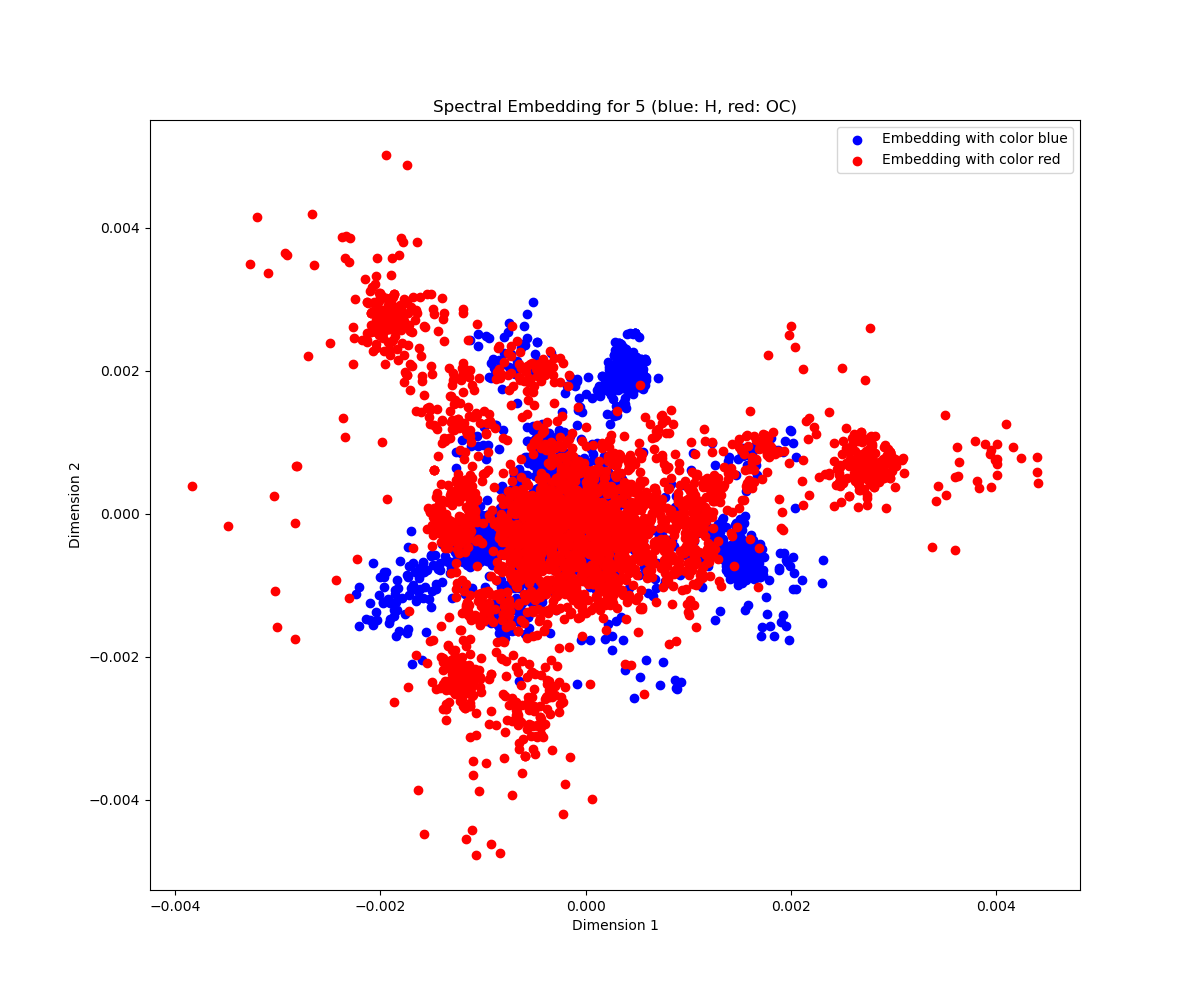 Spectral Embedding for 5 (blue: H, red: OC)
Embedding with color blue
Embedding with color red
0.004
0.002
0.000
−0.002
−0.004
Dimension 2
−0.004
−0.002
0.000
0.002
0.004
Dimension 1